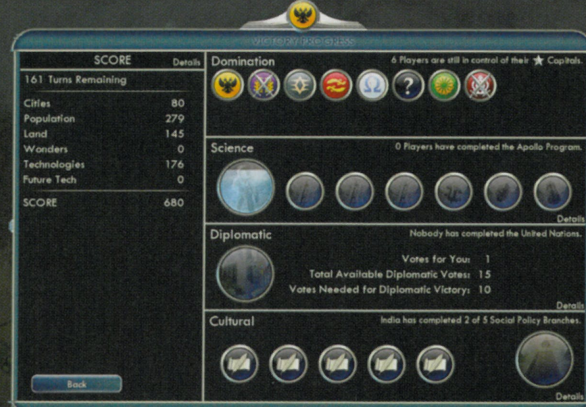 VICTORY PROGRESS
SCORE Details
161 Turns Remaining
Cities 80
Population 279
Land 145
Wonders 0
Technologies 176
Future Tech 0
SCORE 680
Back
Domination 6 Players are still in control of their ★ Capitals.
?
Ω
Science 0 Players have completed the Apollo Program.
Details
Diplomatic Nobody has completed the United Nations.
Votes for You: 1
Total Available Diplomatic Votes: 15
Votes Needed for Diplomatic Victory: 10
Details
Cultural India has completed 2 of 5 Social Policy Branches.
Details